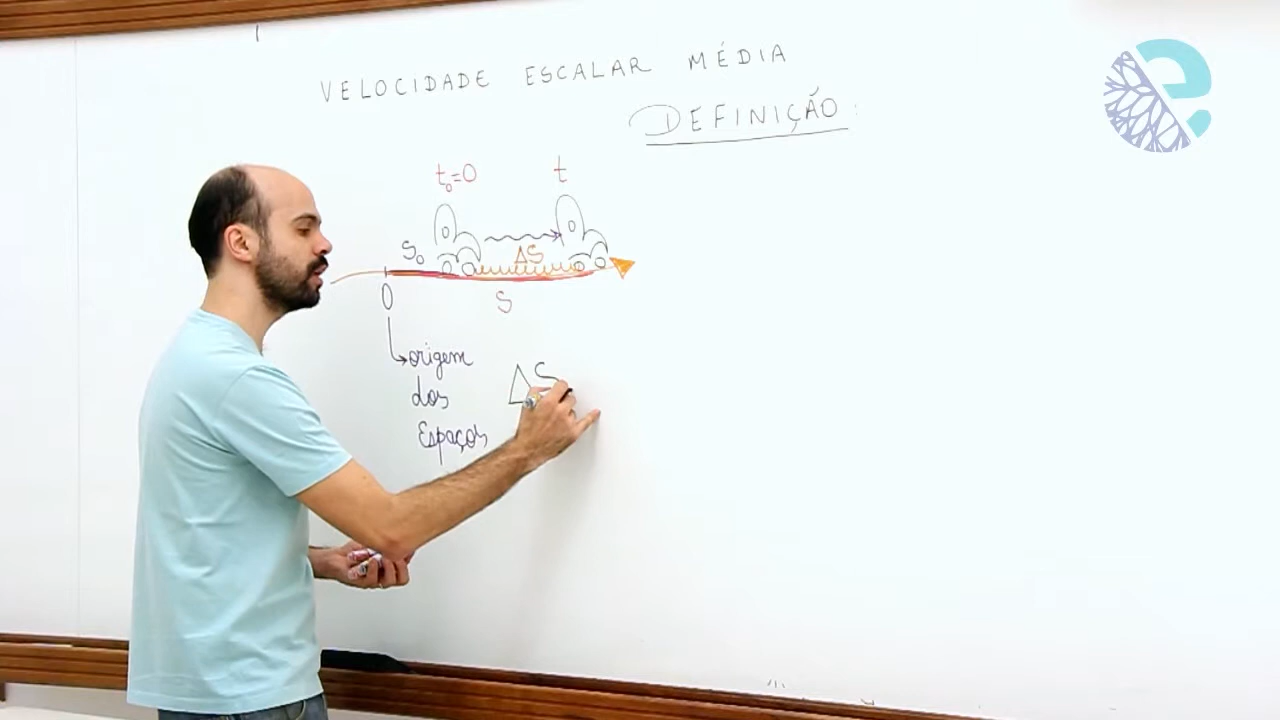 VELOCIDADE ESCALAR MÉDIA
DEFINIÇÃO:
t₀=0 t
S₀ ΔS
0 S
origem
dos
Espaços
ΔS